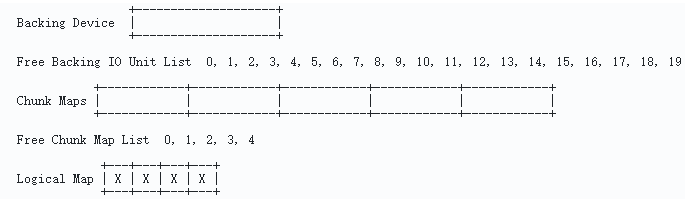 Backing Device
Free Backing IO Unit List 0, 1, 2, 3, 4, 5, 6, 7, 8, 9, 10, 11, 12, 13, 14, 15, 16, 17, 18, 19
Chunk Maps
Free Chunk Map List 0, 1, 2, 3, 4
Logical Map | X | X | X | X |